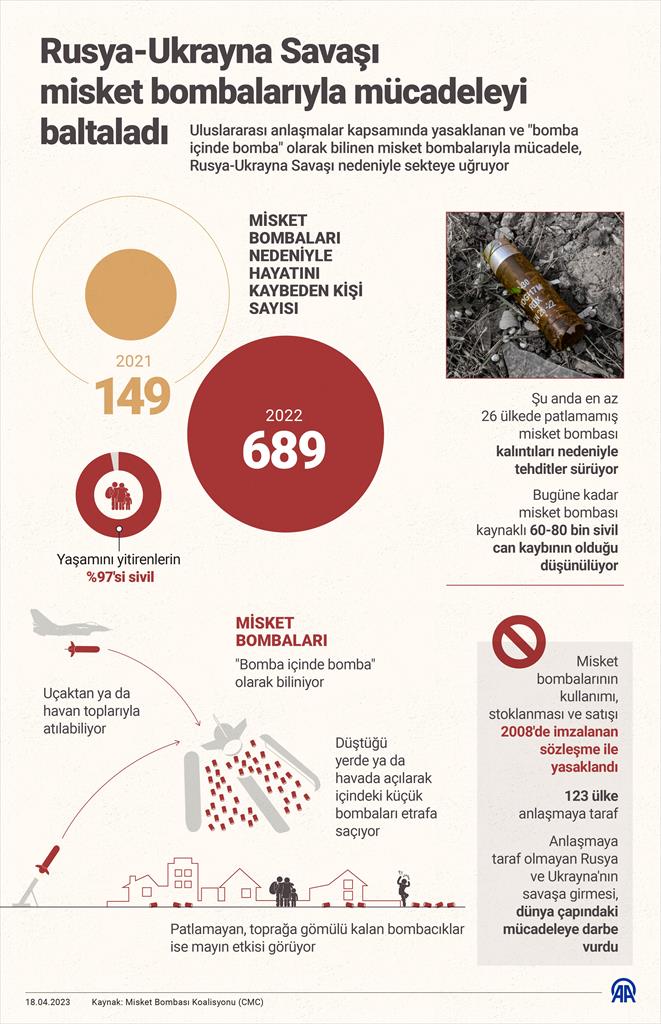 Rusya-Ukrayna Savaşı
misket bombalarıyla mücadeleyi
baltaladı
Uluslararası anlaşmalar kapsamında yasaklanan ve "bomba
içinde bomba" olarak bilinen misket bombalarıyla mücadele,
Rusya-Ukrayna Savaşı nedeniyle sekteye uğruyor
MİSKET
BOMBALARI
NEDENİYLE
HAYATINI
KAYBEDEN KİŞİ
SAYISI
2021
149
2022
689
Yaşamını yitirenlerin
%97'si sivil
Şu anda en az
26 ülkede patlamamış
misket bombası
kalıntıları nedeniyle
tehditler sürüyor
Bugüne kadar
misket bombası
kaynaklı 60-80 bin sivil
can kaybının olduğu
düşünülüyor
MİSKET
BOMBALARI
"Bomba içinde bomba"
olarak biliniyor
Uçaktan ya da
havan toplarıyla
atılabiliyor
Düştüğü
yerde ya da
havada açılarak
içindeki küçük
bombaları etrafa
saçıyor
Patlamayan, toprağa gömülü kalan bombacıklar
ise mayın etkisi görüyor
Misket
bombalarının
kullanımı,
stoklanması ve satışı
2008'de imzalanan
sözleşme ile
yasaklandı
123 ülke
anlaşmaya taraf
Anlaşmaya
taraf olmayan Rusya
ve Ukrayna'nın
savaşa girmesi,
dünya çapındaki
mücadeleye darbe
vurdu
18.04.2023
Kaynak: Misket Bombası Koalisyonu (CMC)
AA